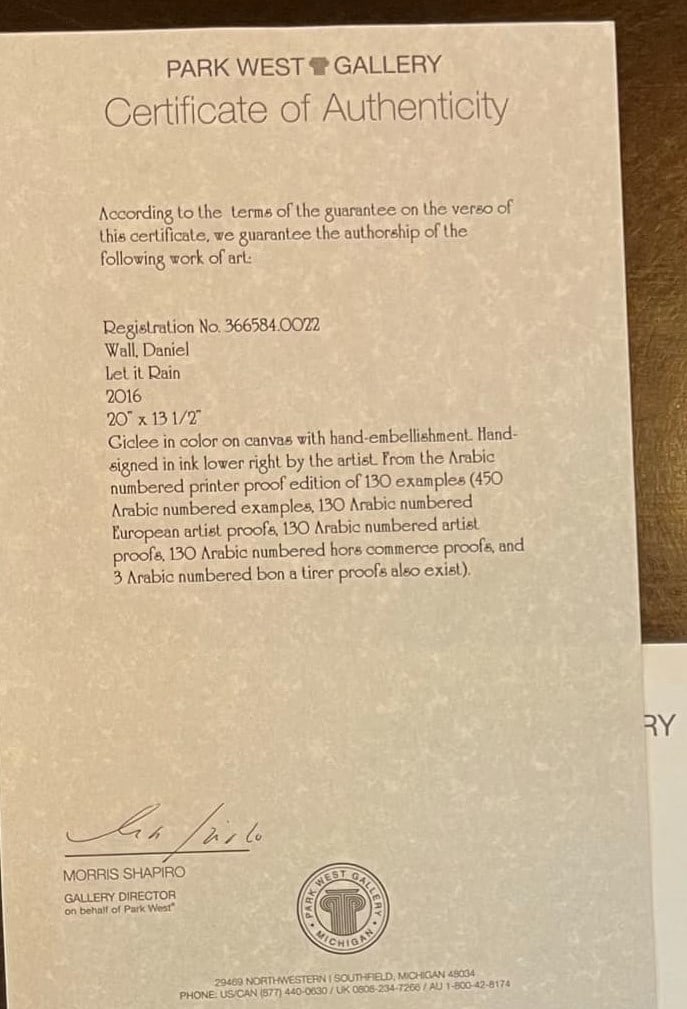 PARK WEST GALLERY
Certificate of Authenticity
According to the terms of the guarantee on the verso of
this certificate, we guarantee the authorship of the
following work of art:
Registration No. 366584.0022
Wall, Daniel
Let it Rain
2016
20" x 13 1/2"
Giclee in color on canvas with hand-embellishment. Hand-
signed in ink lower right by the artist. From the Arabic
numbered printer proof edition of 130 examples (450
Arabic numbered examples, 130 Arabic numbered
European artist proofs, 130 Arabic numbered artist
proofs, 130 Arabic numbered hors commerce proofs, and
3 Arabic numbered bon a tirer proofs also exist).
RY
MORRIS SHAPIRO
GALLERY DIRECTOR
on behalf of Park West®
PARK WEST GALLERY • MICHIGAN •
29469 NORTHWESTERN | SOUTHFIELD, MICHIGAN 48034
PHONE: US/CAN (877) 440-0630 / UK 0808-234-7266 / AU 1-800-42-8174